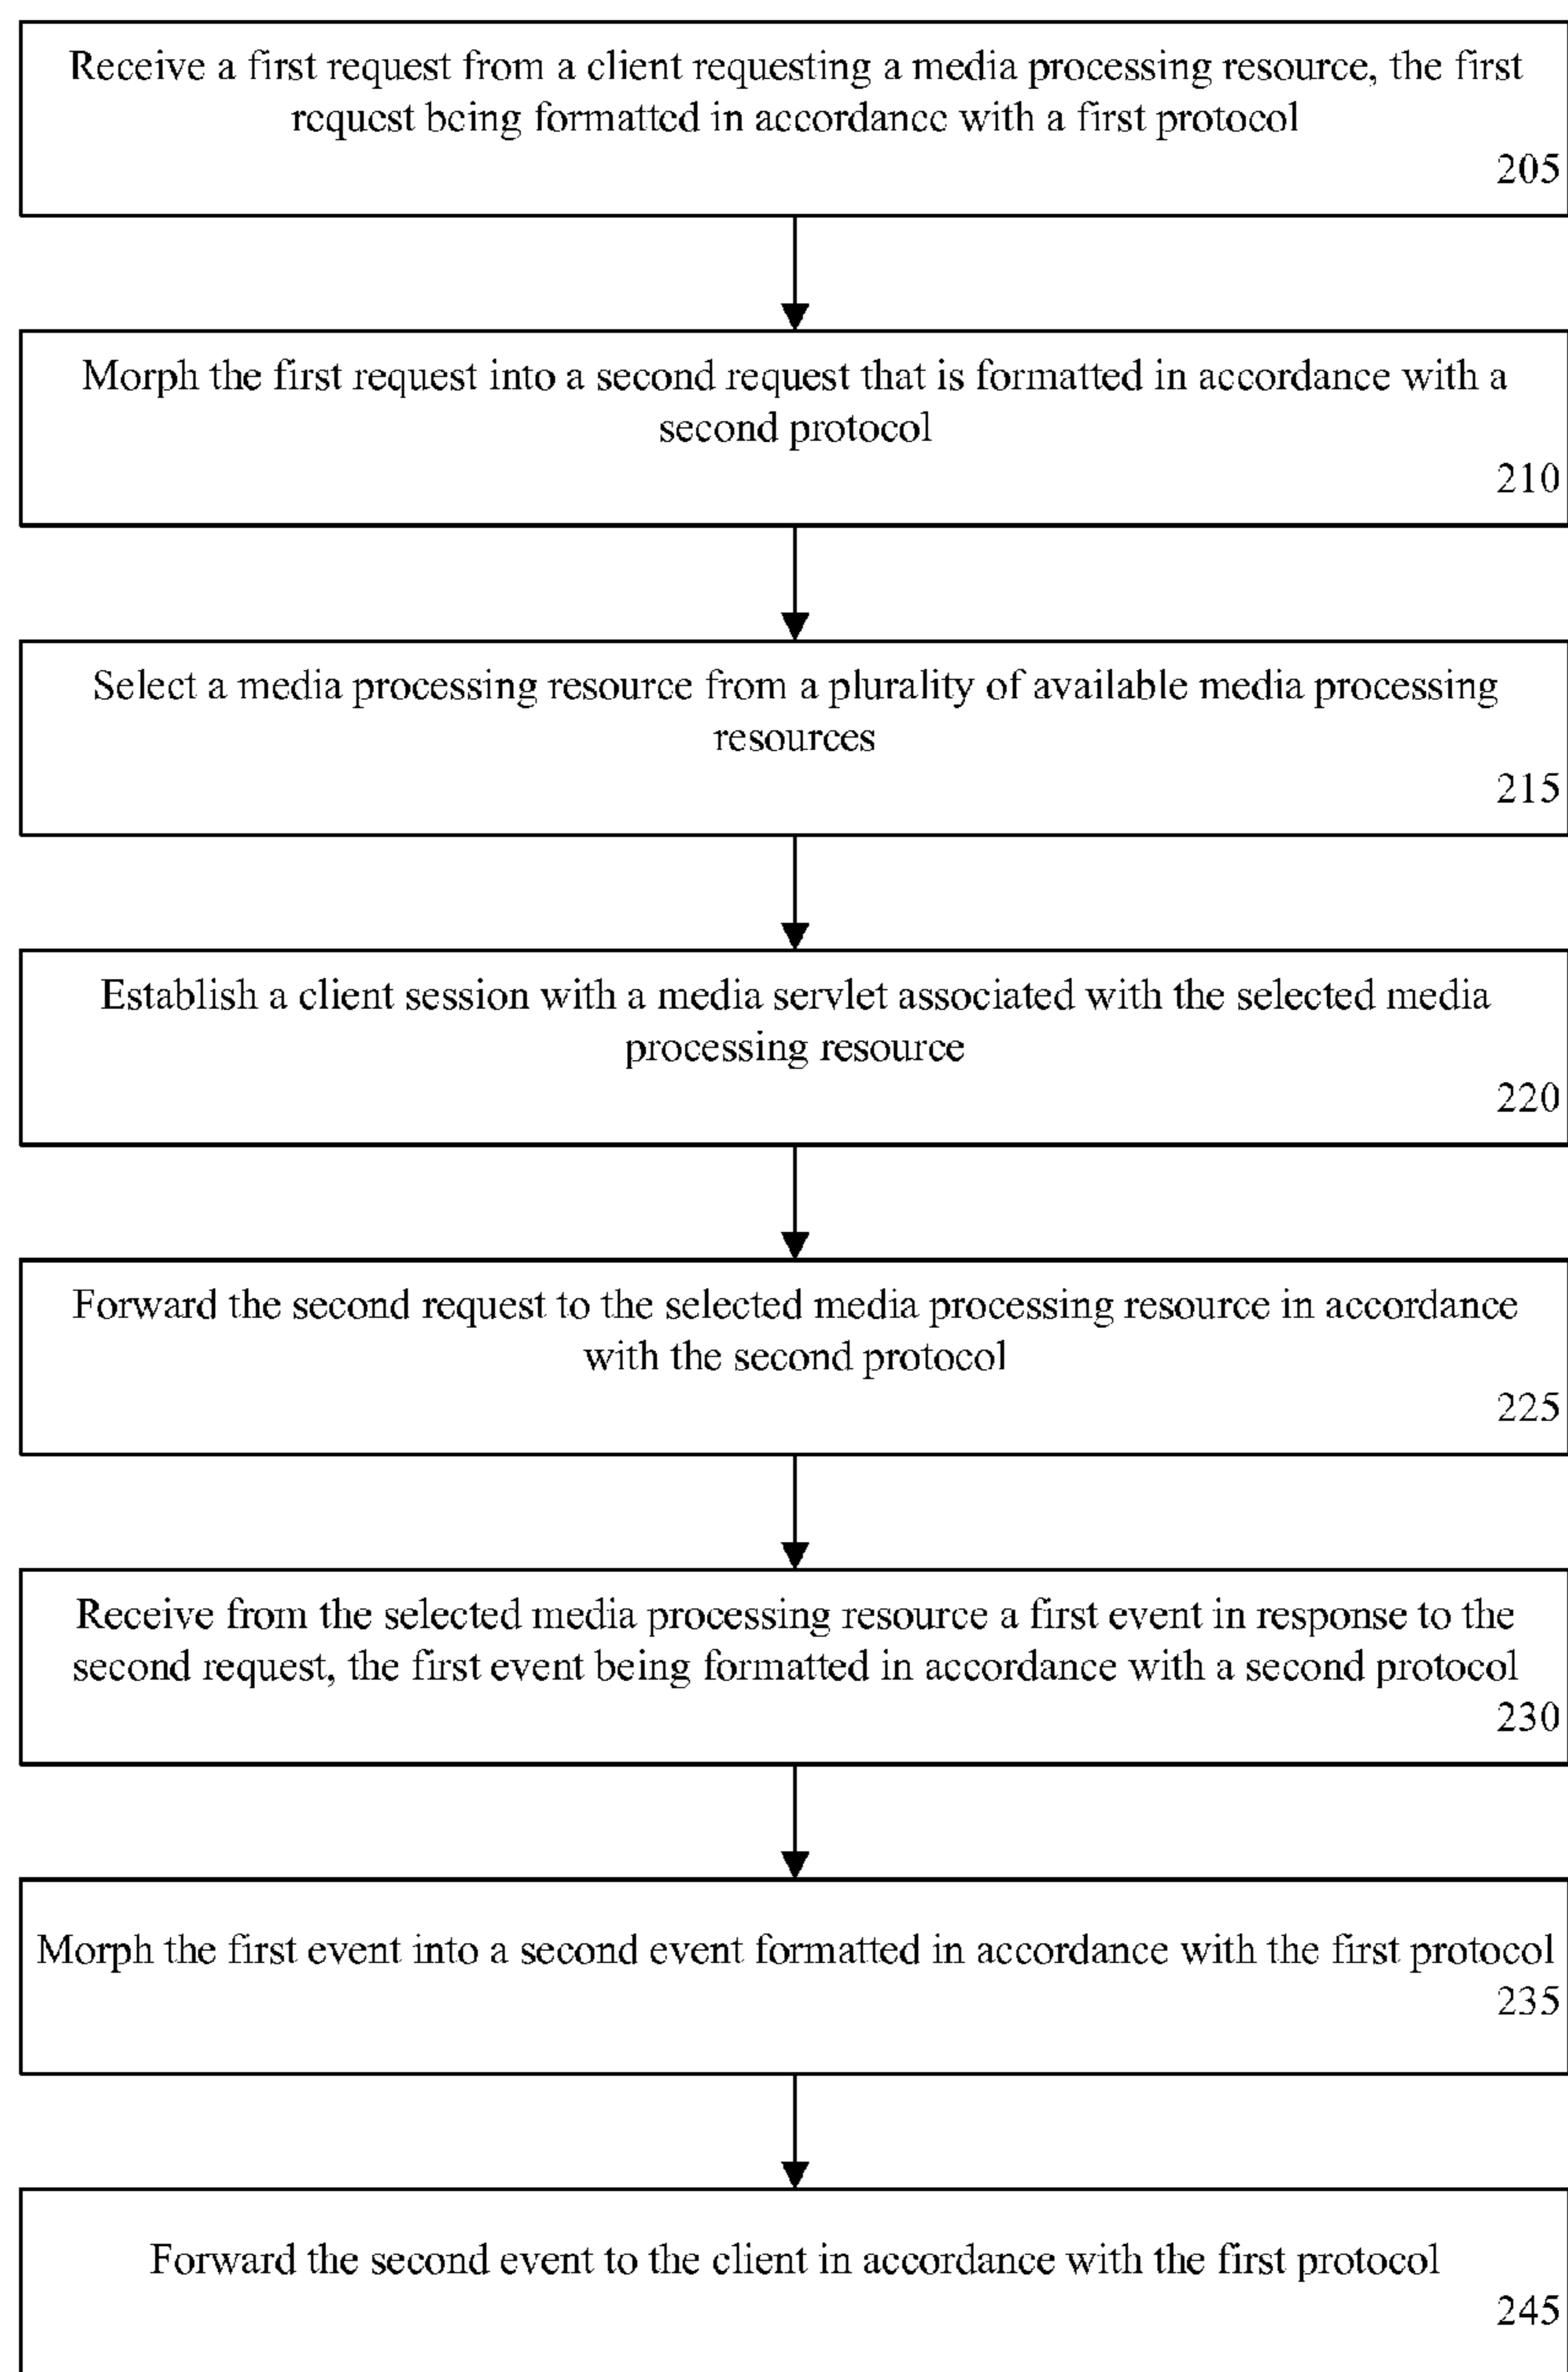 Receive a first request from a client requesting a media processing resource, the first
request being formatted in accordance with a first protocol
205
Morph the first request into a second request that is formatted in accordance with a
second protocol
210
Select a media processing resource from a plurality of available media processing
resources
215
Establish a client session with a media servlet associated with the selected media
processing resource
220
Forward the second request to the selected media processing resource in accordance
with the second protocol
225
Receive from the selected media processing resource a first event in response to the
second request, the first event being formatted in accordance with a second protocol
230
Morph the first event into a second event formatted in accordance with the first protocol
235
Forward the second event to the client in accordance with the first protocol
245